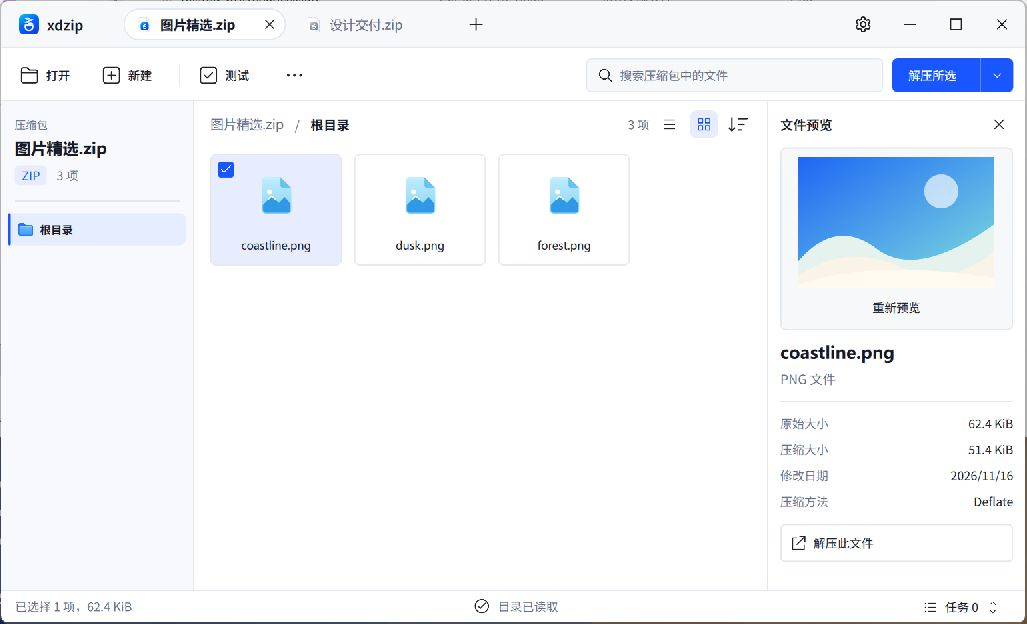 xdzip
图片精选.zip
设计交付.zip
打开
新建
测试
搜索压缩包中的文件
解压所选
压缩包
图片精选.zip
ZIP 3 项
根目录
图片精选.zip / 根目录
3 项
coastline.png
dusk.png
forest.png
文件预览
重新预览
coastline.png
PNG 文件
原始大小 62.4 KiB
压缩大小 51.4 KiB
修改日期 2026/11/16
压缩方法 Deflate
解压此文件
已选择 1 项，62.4 KiB
目录已读取
任务 0